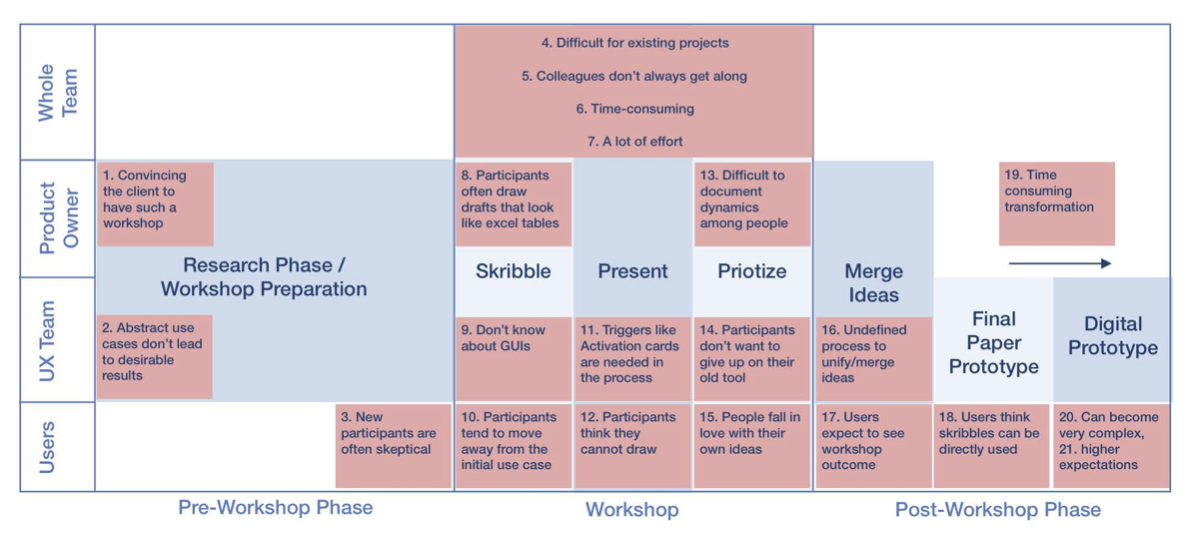 Whole
Team
4. Difficult for existing projects
5. Colleagues don't always get along
6. Time-consuming
7. A lot of effort
Product
Owner
1. Convincing
the client to
have such a
workshop
8. Participants
often draw
drafts that look
like excel tables
13. Difficult to
document
dynamics
among people
19. Time
consuming
transformation
Research Phase /
Workshop Preparation
Skribble
Present
Priotize
Merge
Ideas
UX Team
2. Abstract use
cases don't lead
to desirable
results
9. Don't know
about GUIs
11. Triggers like
Activation cards
are needed in
the process
14. Participants
don't want to
give up on their
old tool
16. Undefined
process to
unify/merge
ideas
Final
Paper
Prototype
Digital
Prototype
Users
3. New
participants are
often skeptical
10. Participants
tend to move
away from the
initial use case
12. Participants
think they
cannot draw
15. People fall in
love with their
own ideas
17. Users
expect to see
workshop
outcome
18. Users think
skribbles can be
directly used
20. Can become
very complex,
21. higher
expectations
Pre-Workshop Phase
Workshop
Post-Workshop Phase